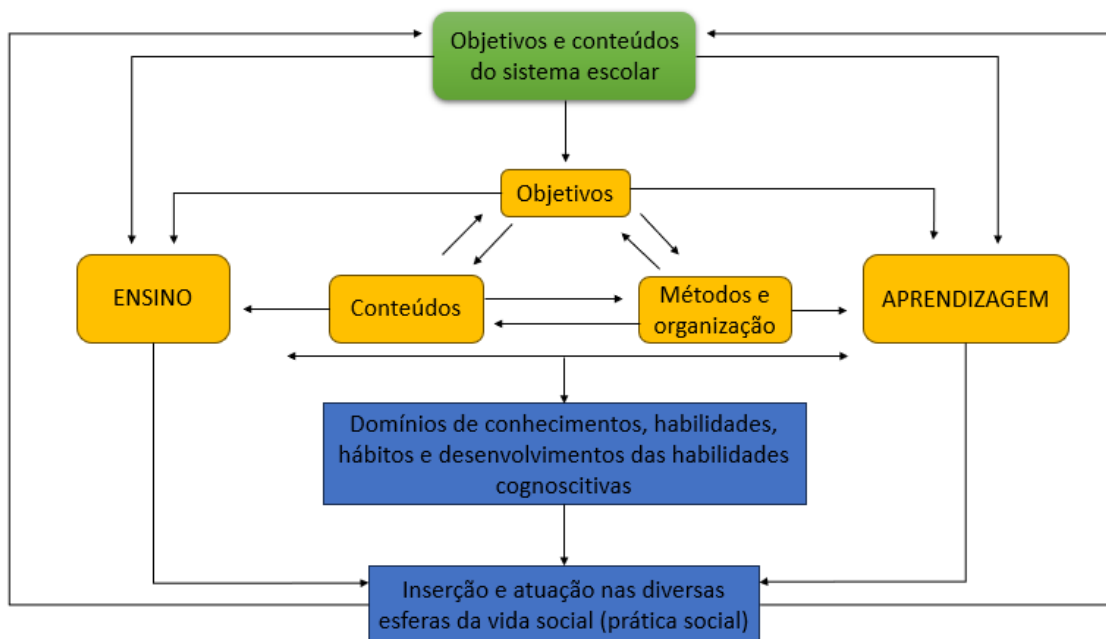 Objetivos e conteúdos
do sistema escolar
Objetivos
ENSINO
Conteúdos
Métodos e
organização
APRENDIZAGEM
Domínios de conhecimentos, habilidades,
hábitos e desenvolvimentos das habilidades
cognoscitivas
Inserção e atuação nas diversas
esferas da vida social (prática social)